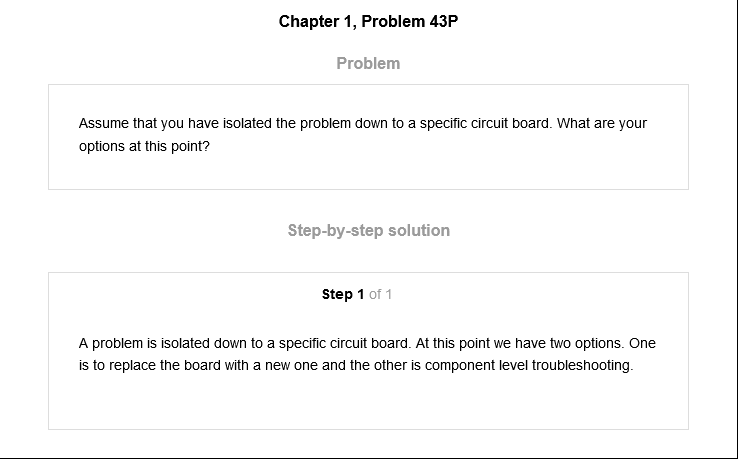 Chapter 1, Problem 43P
Problem
Assume that you have isolated the problem down to a specific circuit board. What are your
options at this point?
Step-by-step solution
Step 1 of 1
A problem is isolated down to a specific circuit board. At this point we have two options. One
is to replace the board with a new one and the other is component level troubleshooting.